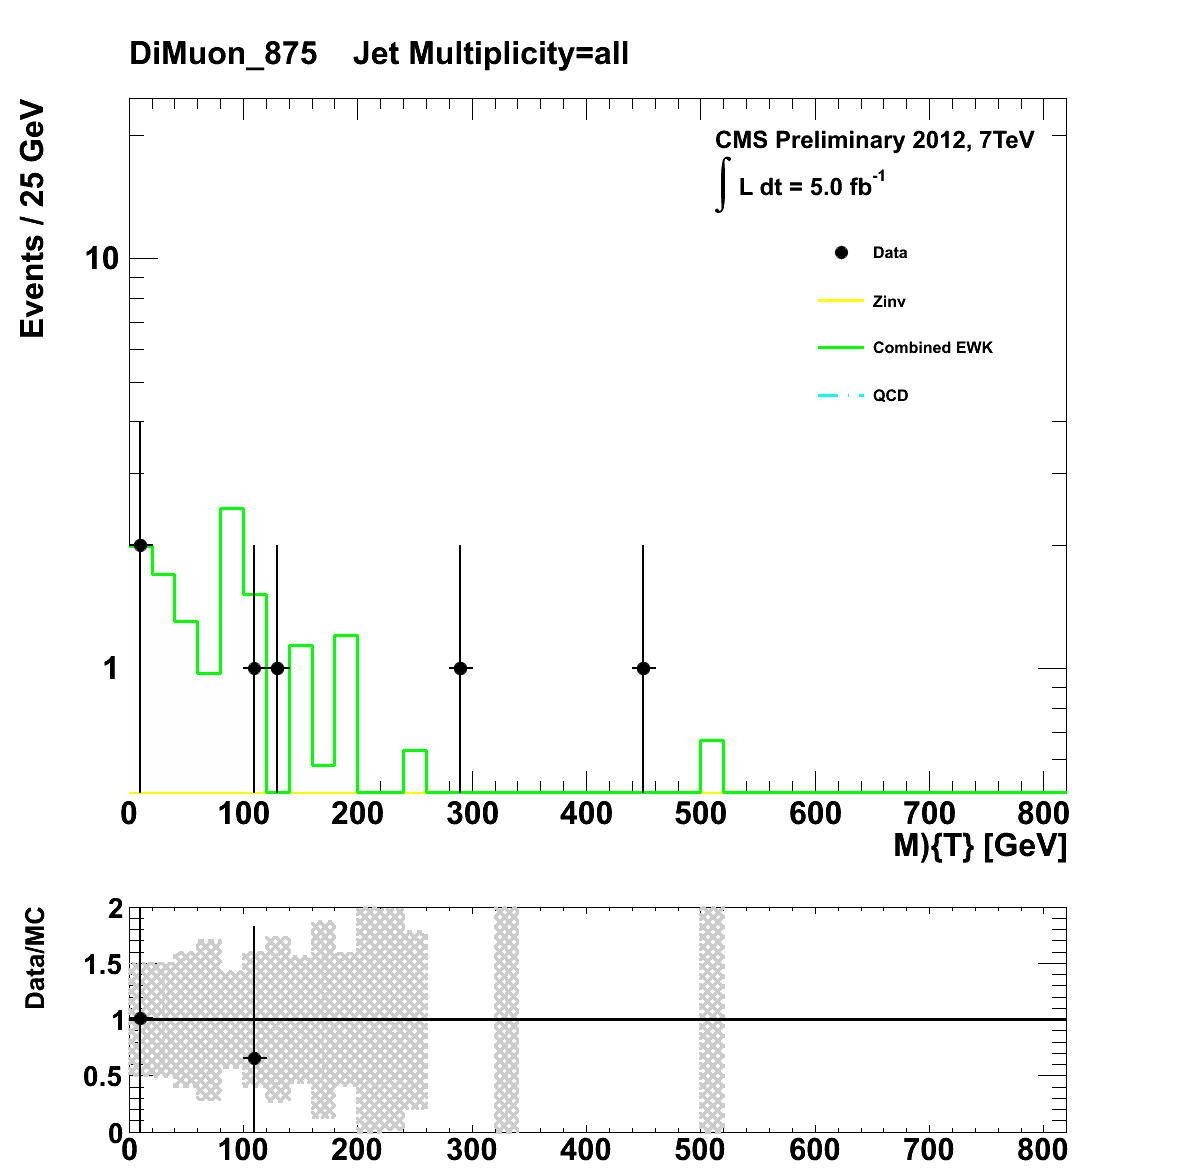 DiMuon_875 Jet Multiplicity=all
Events / 25 GeV
CMS Preliminary 2012, 7TeV
∫ L dt = 5.0 fb-1
Data
Zinv
Combined EWK
QCD
10
1
0 100 200 300 400 500 600 700 800
M){T} [GeV]
Data/MC
2
1.5
1
0.5
0
0 100 200 300 400 500 600 700 800